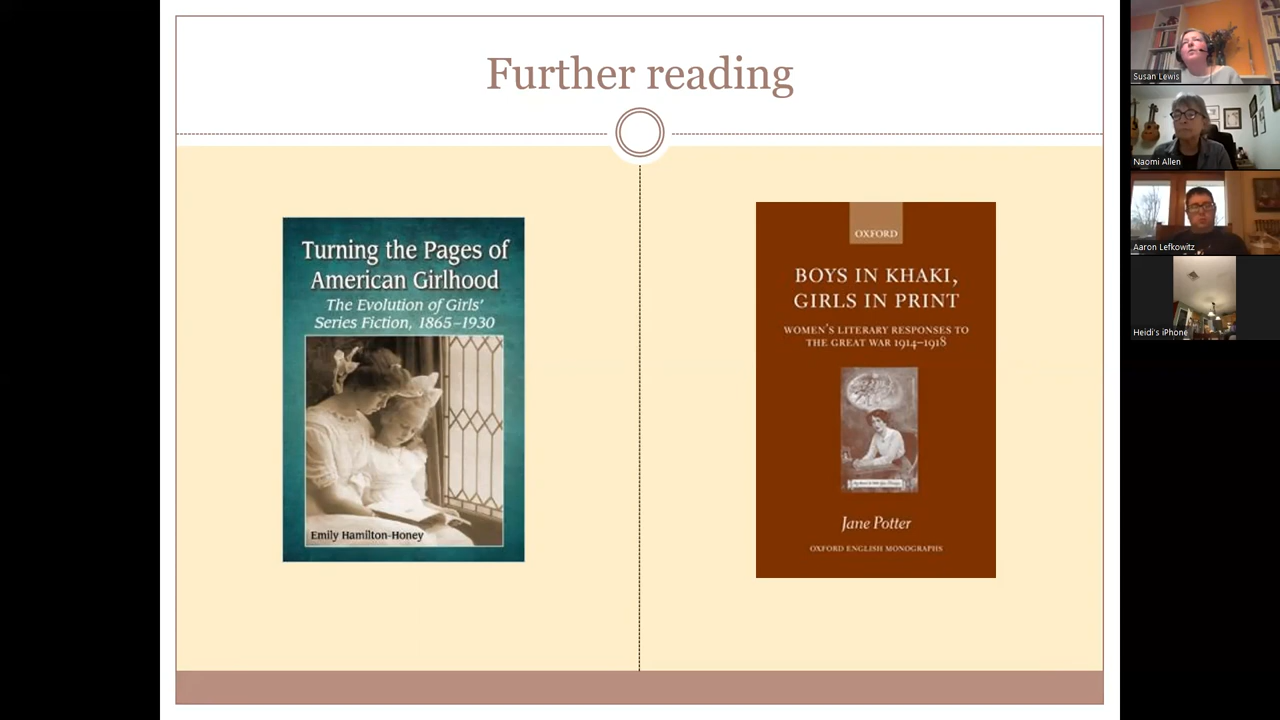 Further reading
Turning the Pages of
American Girlhood
The Evolution of Girls'
Series Fiction, 1865–1930
Emily Hamilton-Honey
OXFORD
BOYS IN KHAKI,
GIRLS IN PRINT
WOMEN'S LITERARY RESPONSES TO
THE GREAT WAR 1914–1918
Jane Potter
OXFORD ENGLISH MONOGRAPHS
Susan Lewis
Naomi Allen
Aaron Lefkowitz
Heidi's iPhone